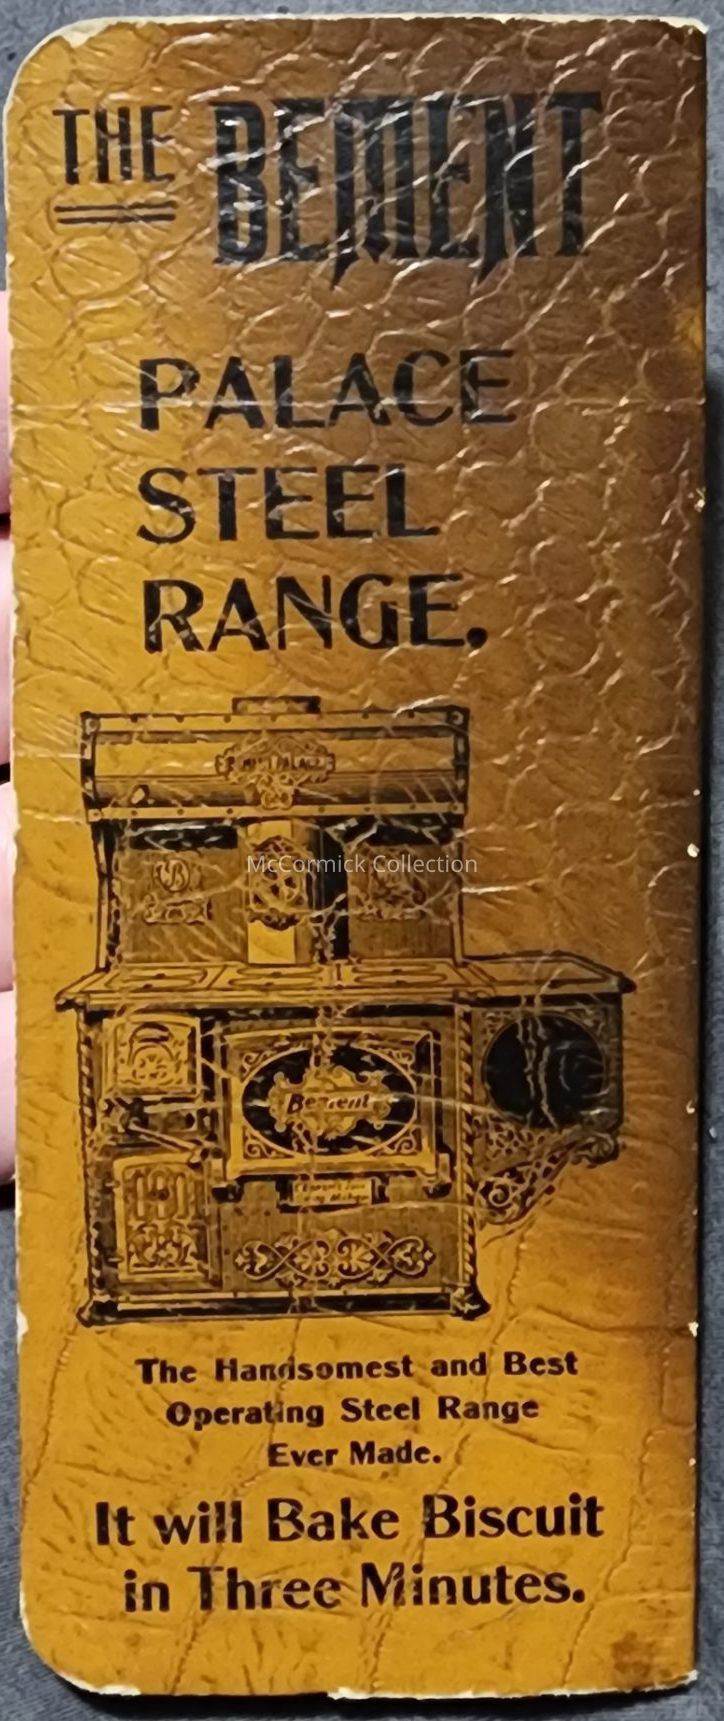 THE BEMENT
PALACE
STEEL
RANGE.
PALACE
McCormick Collection
Bement
The Handsomest and Best
Operating Steel Range
Ever Made.
It will Bake Biscuit
in Three Minutes.